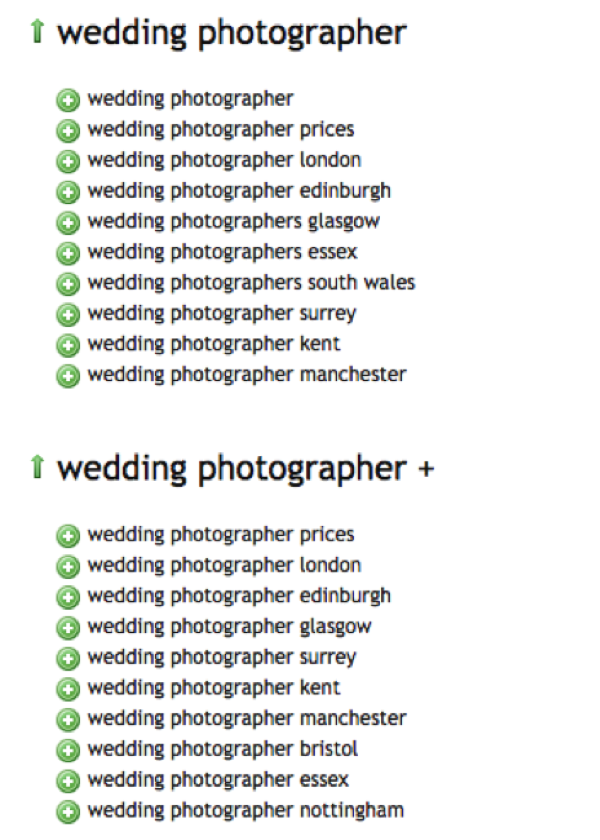 wedding photographer
wedding photographer
wedding photographer prices
wedding photographer london
wedding photographer edinburgh
wedding photographers glasgow
wedding photographers essex
wedding photographers south wales
wedding photographer surrey
wedding photographer kent
wedding photographer manchester
wedding photographer +
wedding photographer prices
wedding photographer london
wedding photographer edinburgh
wedding photographer glasgow
wedding photographer surrey
wedding photographer kent
wedding photographer manchester
wedding photographer bristol
wedding photographer essex
wedding photographer nottingham